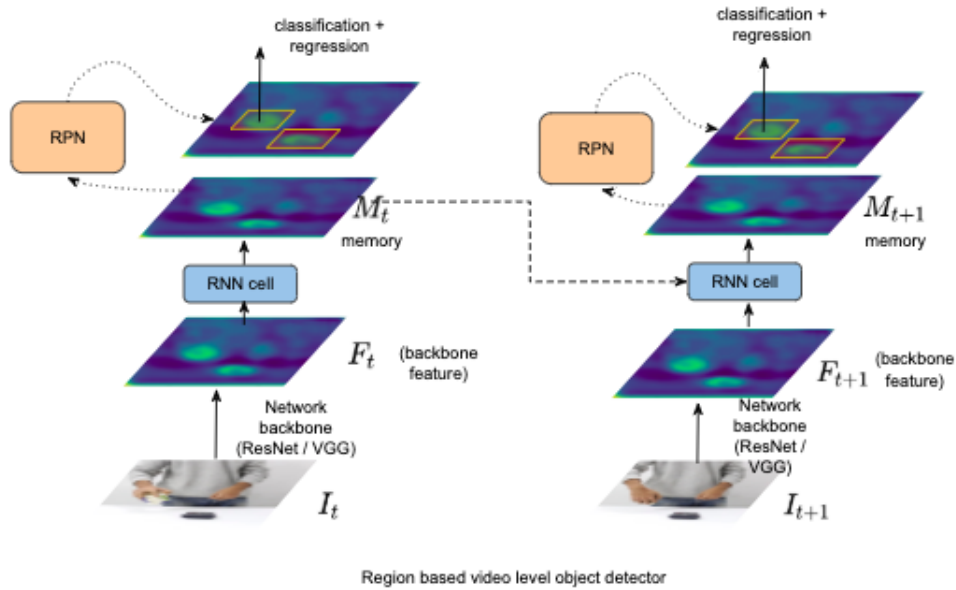 classification +
regression
RPN
M_t
memory
RNN cell
F_t
(backbone
feature)
Network
backbone
(ResNet / VGG)
I_t
classification +
regression
RPN
M_{t+1}
memory
RNN cell
F_{t+1}
(backbone
feature)
Network
backbone
(ResNet /
VGG)
I_{t+1}
Region based video level object detector